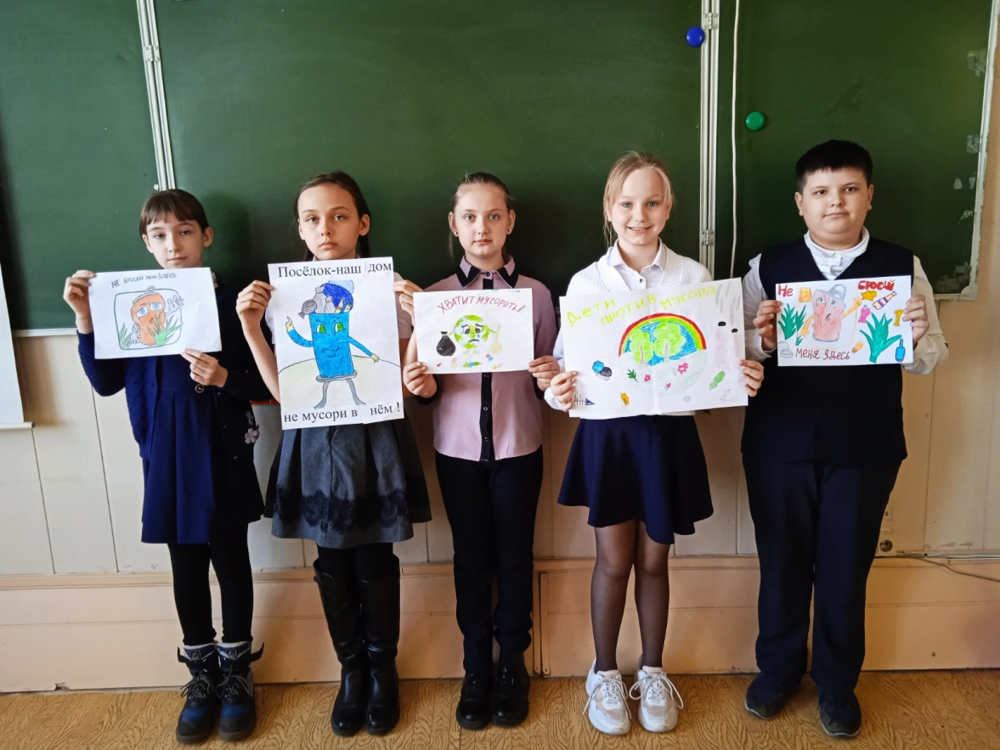 НЕ БРОСАЙ МЕНЯ ЗДЕСЬ
Посёлок-наш дом
не мусори в нём !
ХВАТИТ МУСОРИТЬ!
Дети
против мусора
Не БРОСАЙ
меня здесь